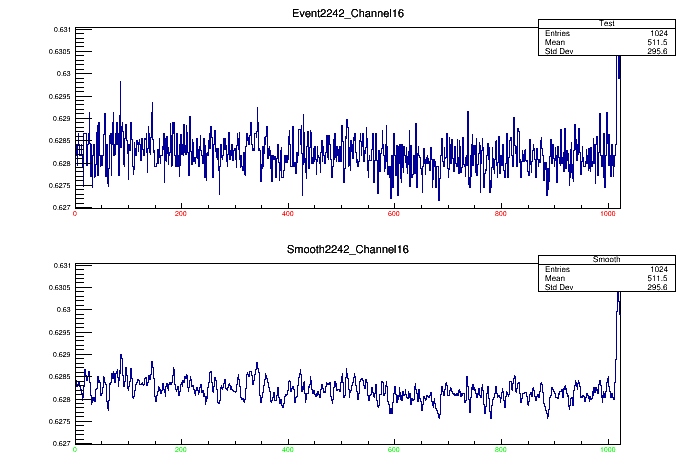 Event2242_Channel16
Test
Entries 1024
Mean 511.5
Std Dev 295.6
0.631
0.6305
0.63
0.6295
0.629
0.6285
0.628
0.6275
0.627
0 200 400 600 800 1000
Smooth2242_Channel16
Smooth
Entries 1024
Mean 511.5
Std Dev 295.6
0.631
0.6305
0.63
0.6295
0.629
0.6285
0.628
0.6275
0.627
0 200 400 600 800 1000